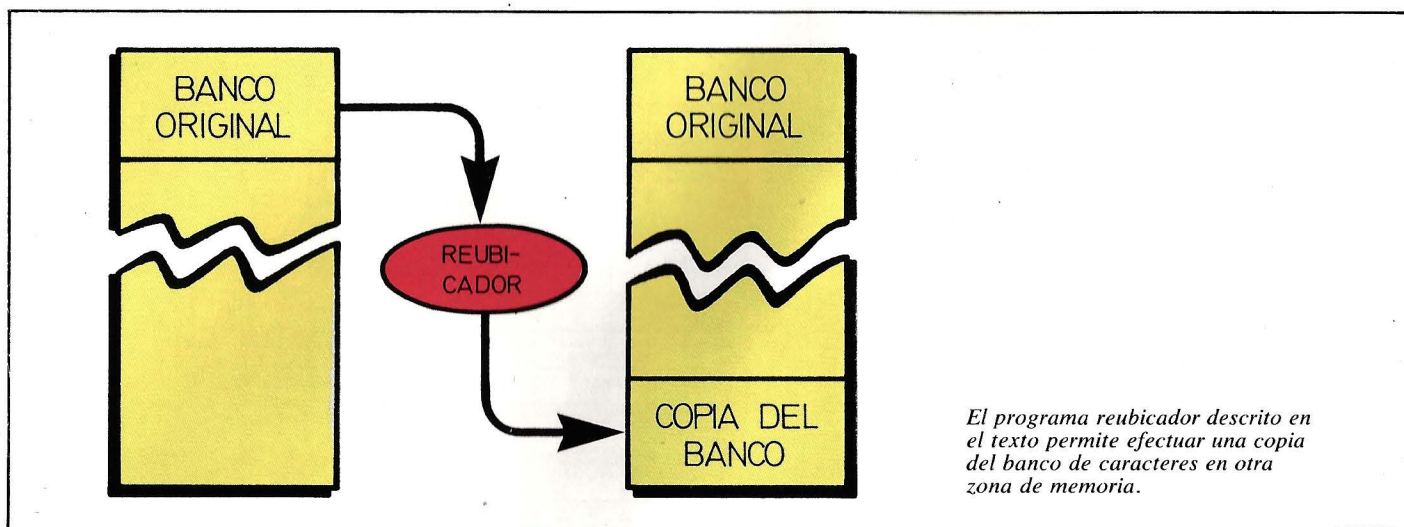 BANCO
ORIGINAL
REUBI-
CADOR
BANCO
ORIGINAL
COPIA DEL
BANCO
El programa reubicador descrito en
el texto permite efectuar una copia
del banco de caracteres en otra
zona de memoria.